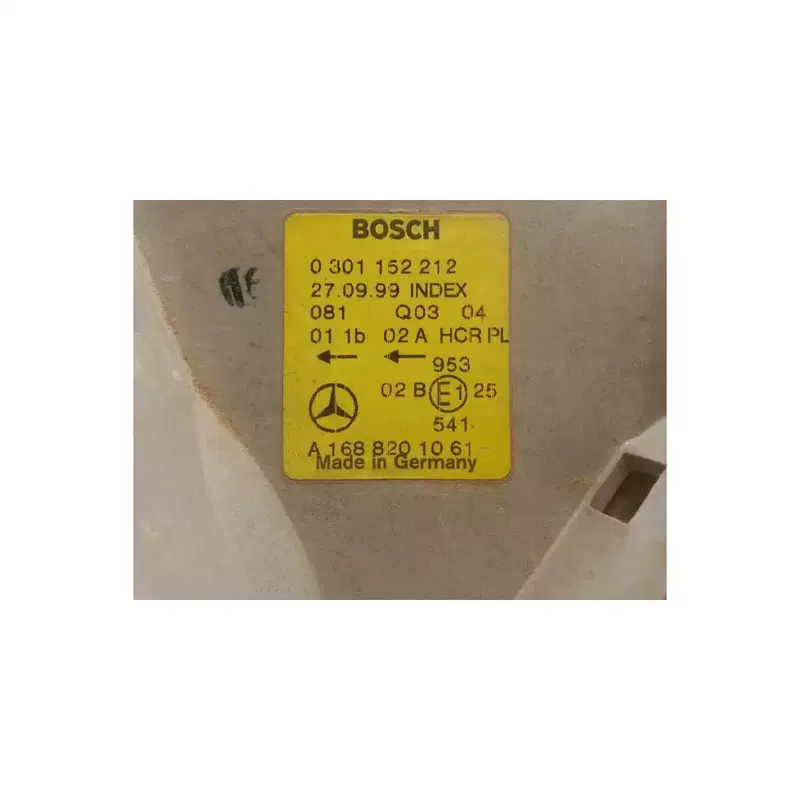 BOSCH
0 301 152 212
27.09.99 INDEX
081 Q03 04
01 1b 02 A HCR PL
953
02 B E1 25
541
A 168 820 10 61
Made in Germany